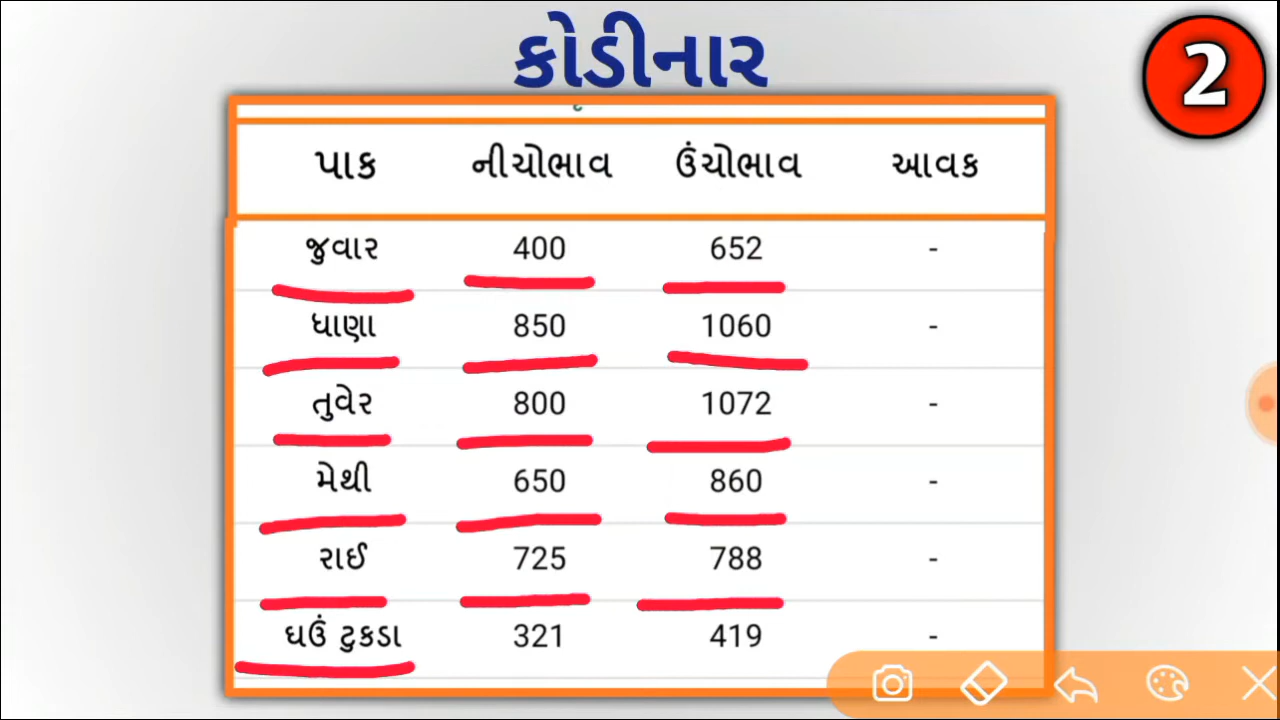 કોડીનાર
2
પાક નીચોભાવ ઉંચોભાવ આવક
જુવાર 400 652 -
ધાણા 850 1060 -
તુવેર 800 1072 -
મેથી 650 860 -
રાઈ 725 788 -
ઘઉં ટુકડા 321 419 -